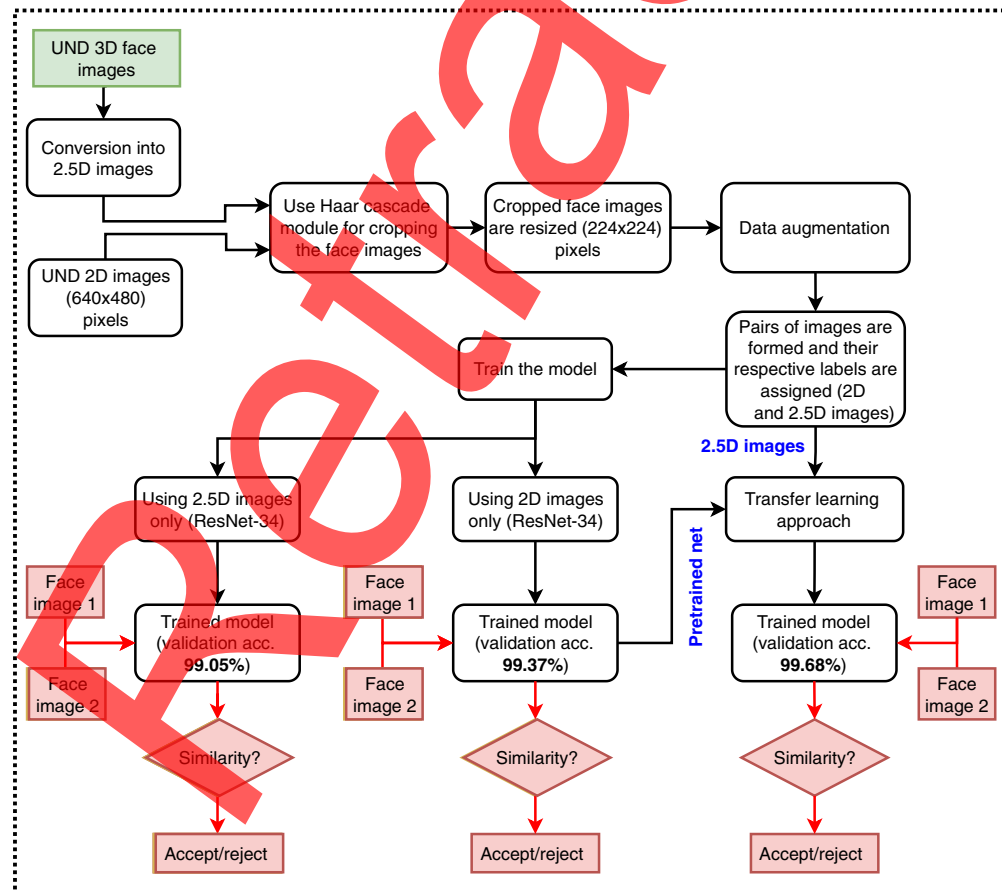 UND 3D face
images
Conversion into
2.5D images
UND 2D images
(640x480)
pixels
Use Haar cascade
module for cropping
the face images
Cropped face images
are resized (224x224)
pixels
Data augmentation
Pairs of images are
formed and their
respective labels are
assigned (2D
and 2.5D images)
Train the model
2.5D images
Using 2.5D images
only (ResNet-34)
Using 2D images
only (ResNet-34)
Transfer learning
approach
Pretrained net
Face
image 1
Face
image 2
Trained model
(validation acc.
99.05%)
Face
image 1
Face
image 2
Trained model
(validation acc.
99.37%)
Trained model
(validation acc.
99.68%)
Face
image 1
Face
image 2
Similarity?
Similarity?
Similarity?
Accept/reject
Accept/reject
Accept/reject
Retra